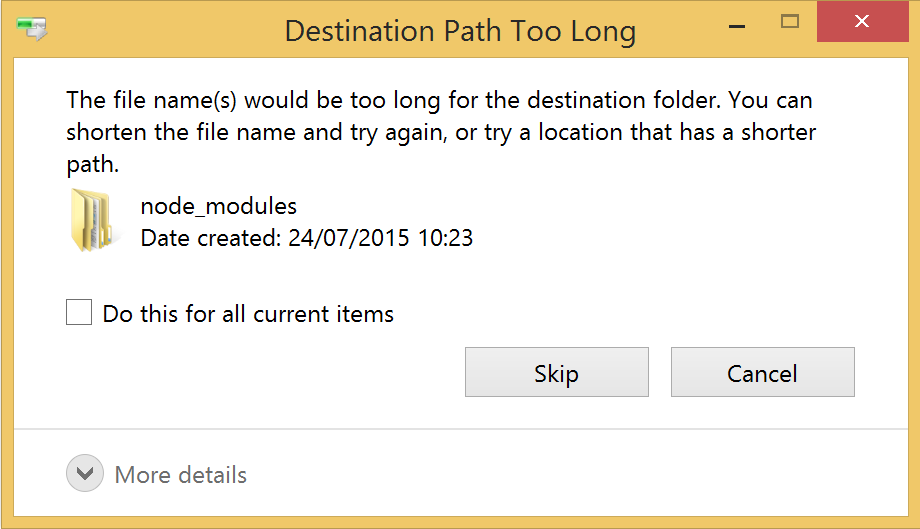 Destination Path Too Long
The file name(s) would be too long for the destination folder. You can
shorten the file name and try again, or try a location that has a shorter
path.
node_modules
Date created: 24/07/2015 10:23
Do this for all current items
Skip
Cancel
More details